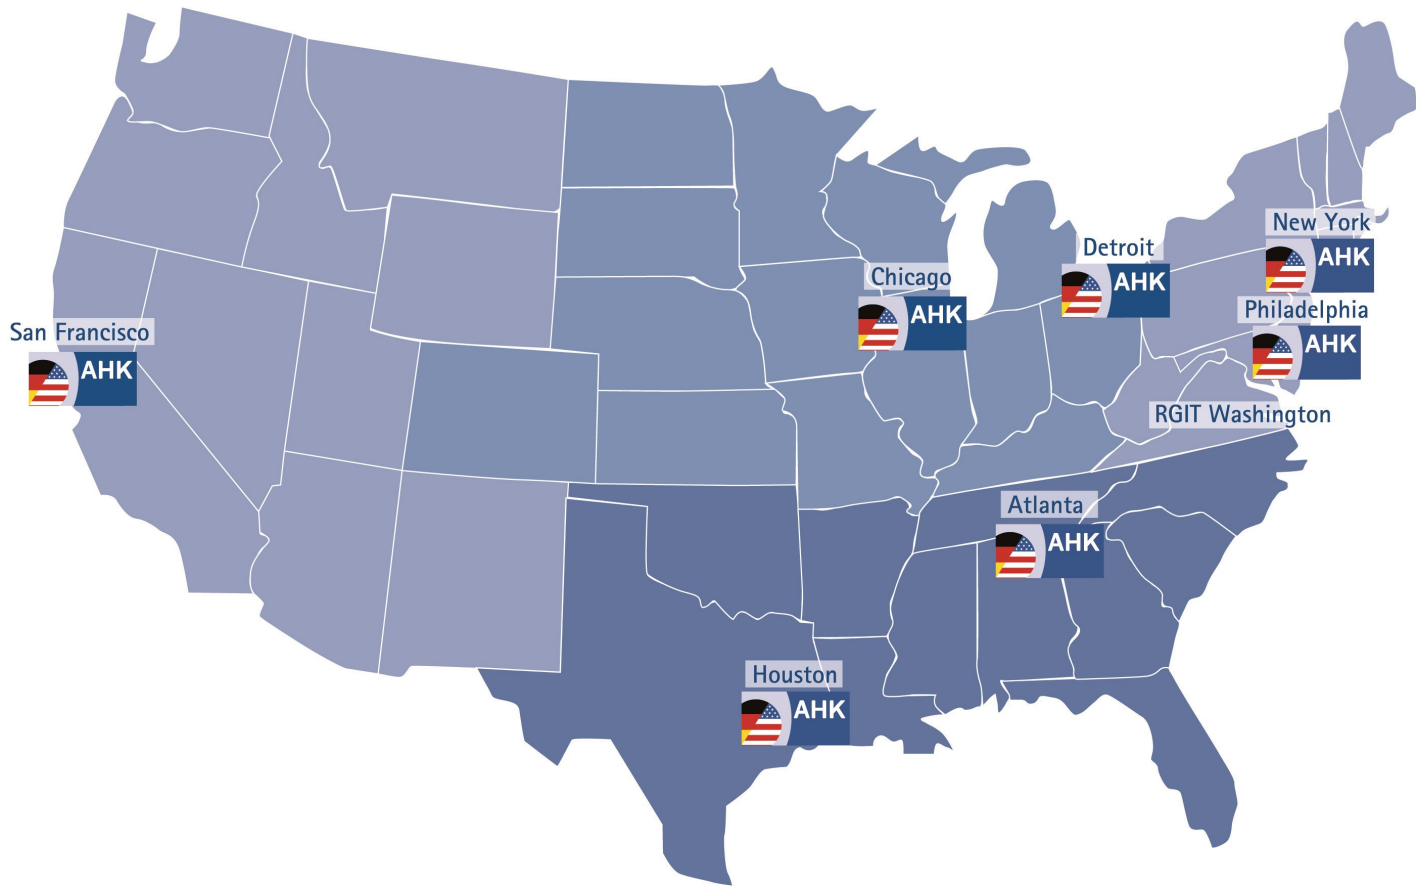 New York
AHK
Detroit
AHK
Chicago
AHK
Philadelphia
AHK
San Francisco
AHK
RGIT Washington
Atlanta
AHK
Houston
AHK